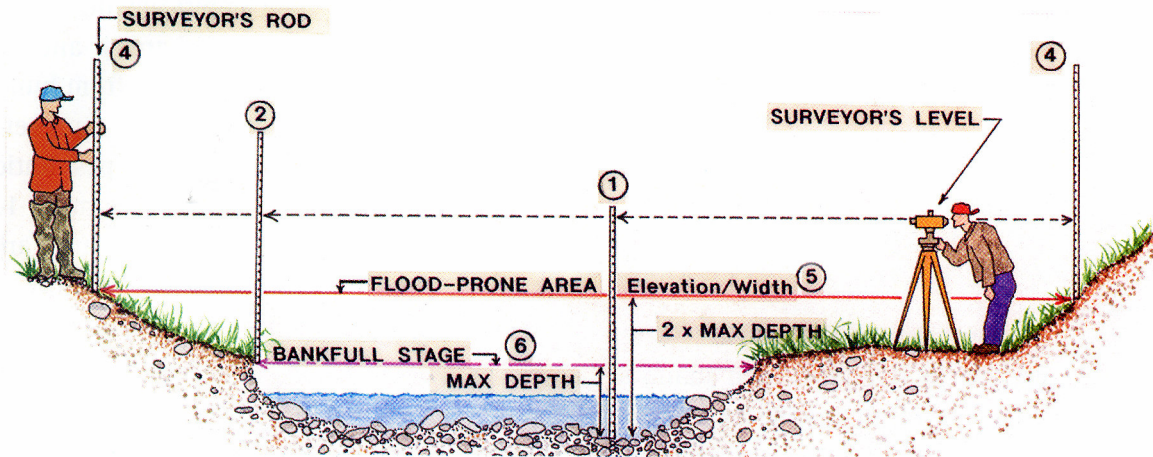 SURVEYOR'S ROD
4
4
2
SURVEYOR'S LEVEL
1
FLOOD-PRONE AREA Elevation/Width 5
2 x MAX DEPTH
BANKFULL STAGE 6
MAX DEPTH